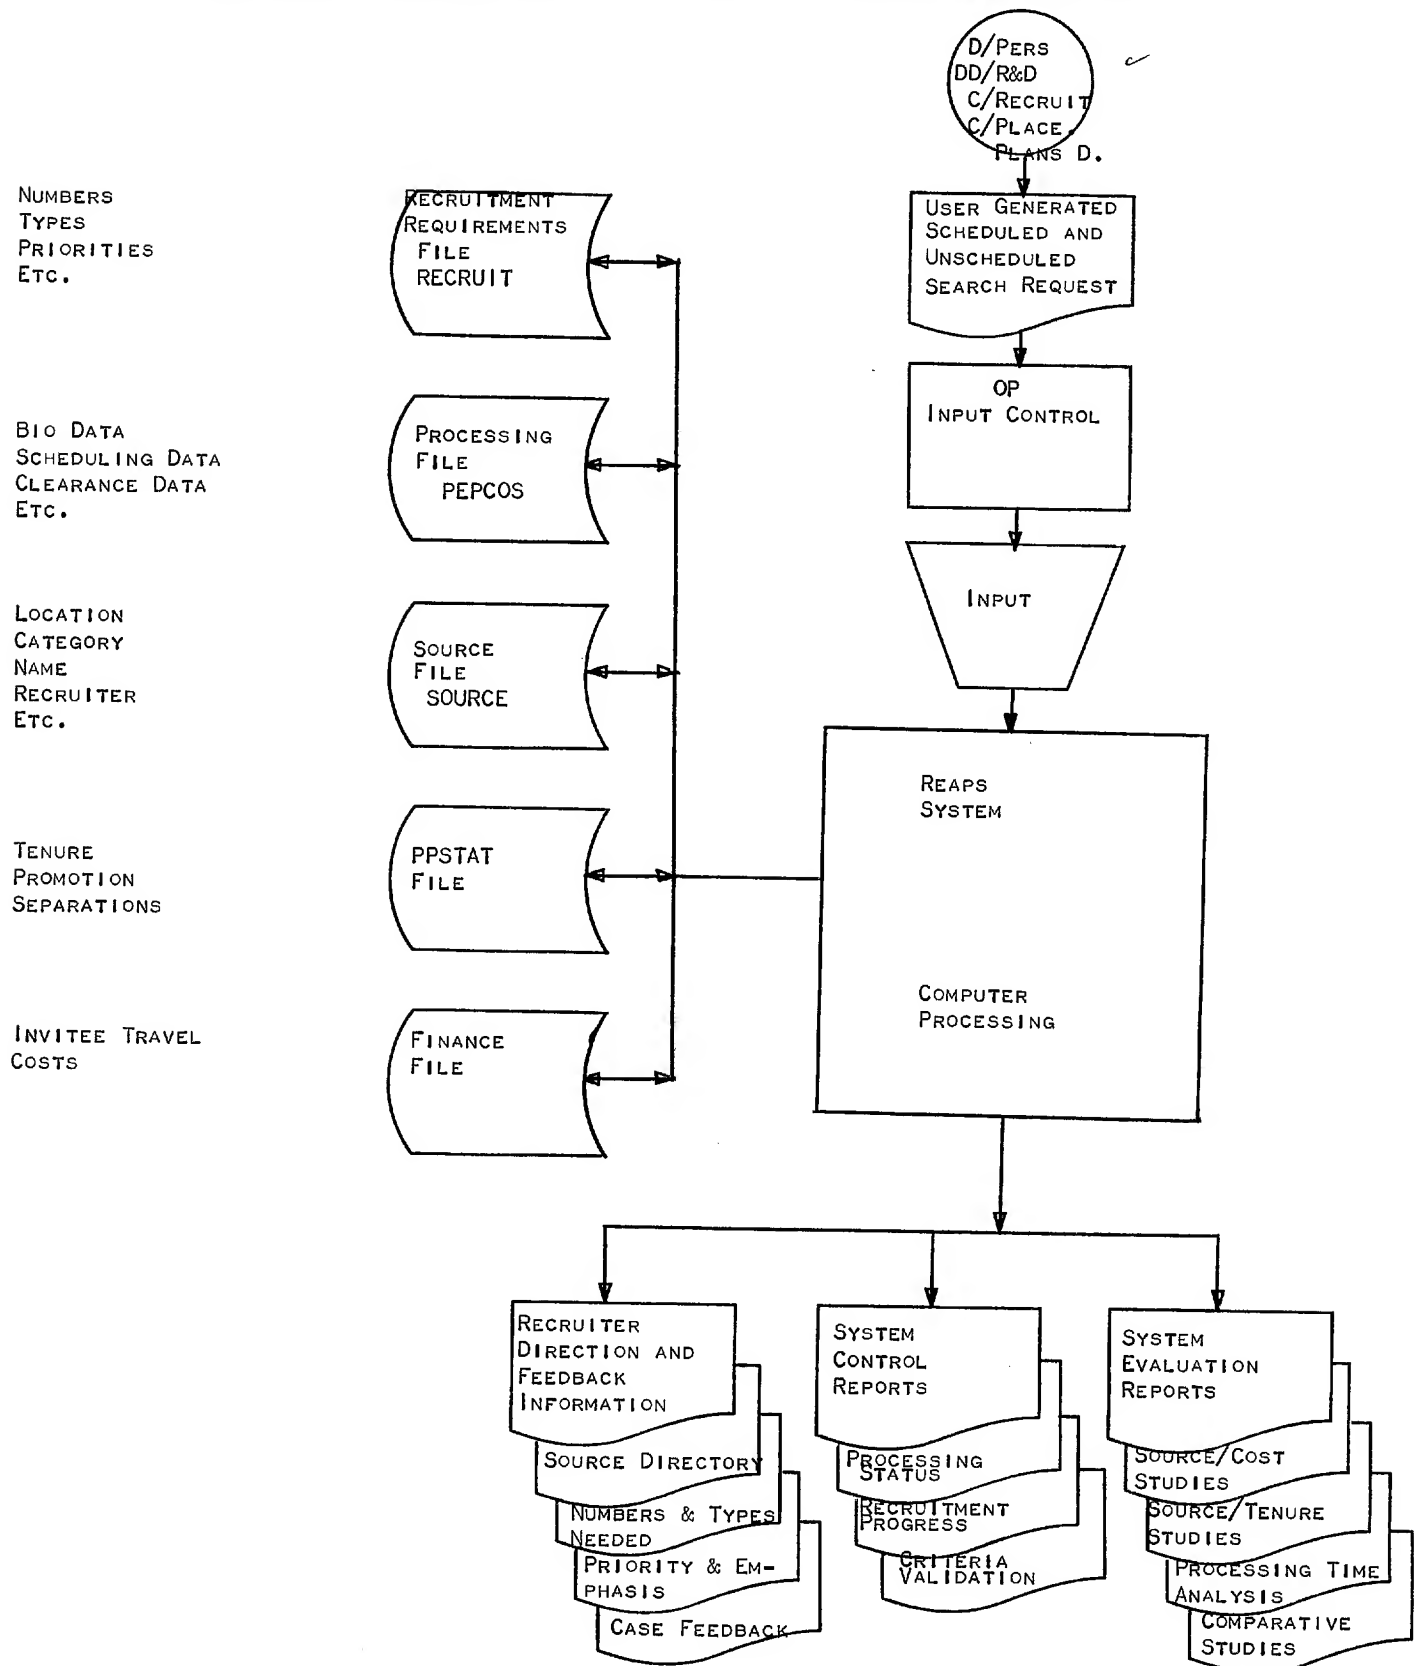 D/PERS
DD/R&D
C/RECRUIT
C/PLACE.
PLANS D.
NUMBERS
TYPES
PRIORITIES
ETC.
RECRUITMENT
REQUIREMENTS
FILE
RECRUIT
USER GENERATED
SCHEDULED AND
UNSCHEDULED
SEARCH REQUEST
OP
INPUT CONTROL
BIO DATA
SCHEDULING DATA
CLEARANCE DATA
ETC.
PROCESSING
FILE
PEPCOS
INPUT
LOCATION
CATEGORY
NAME
RECRUITER
ETC.
SOURCE
FILE
SOURCE
REAPS
SYSTEM
TENURE
PROMOTION
SEPARATIONS
PPSTAT
FILE
COMPUTER
PROCESSING
INVITEE TRAVEL
COSTS
FINANCE
FILE
RECRUITER
DIRECTION AND
FEEDBACK
INFORMATION
SOURCE DIRECTORY
NUMBERS & TYPES
NEEDED
PRIORITY & EM-
PHASIS
CASE FEEDBACK
SYSTEM
CONTROL
REPORTS
PROCESSING
STATUS
RECRUITMENT
PROGRESS
CRITERIA
VALIDATION
SYSTEM
EVALUATION
REPORTS
SOURCE/COST
STUDIES
SOURCE/TENURE
STUDIES
PROCESSING TIME
ANALYSIS
COMPARATIVE
STUDIES